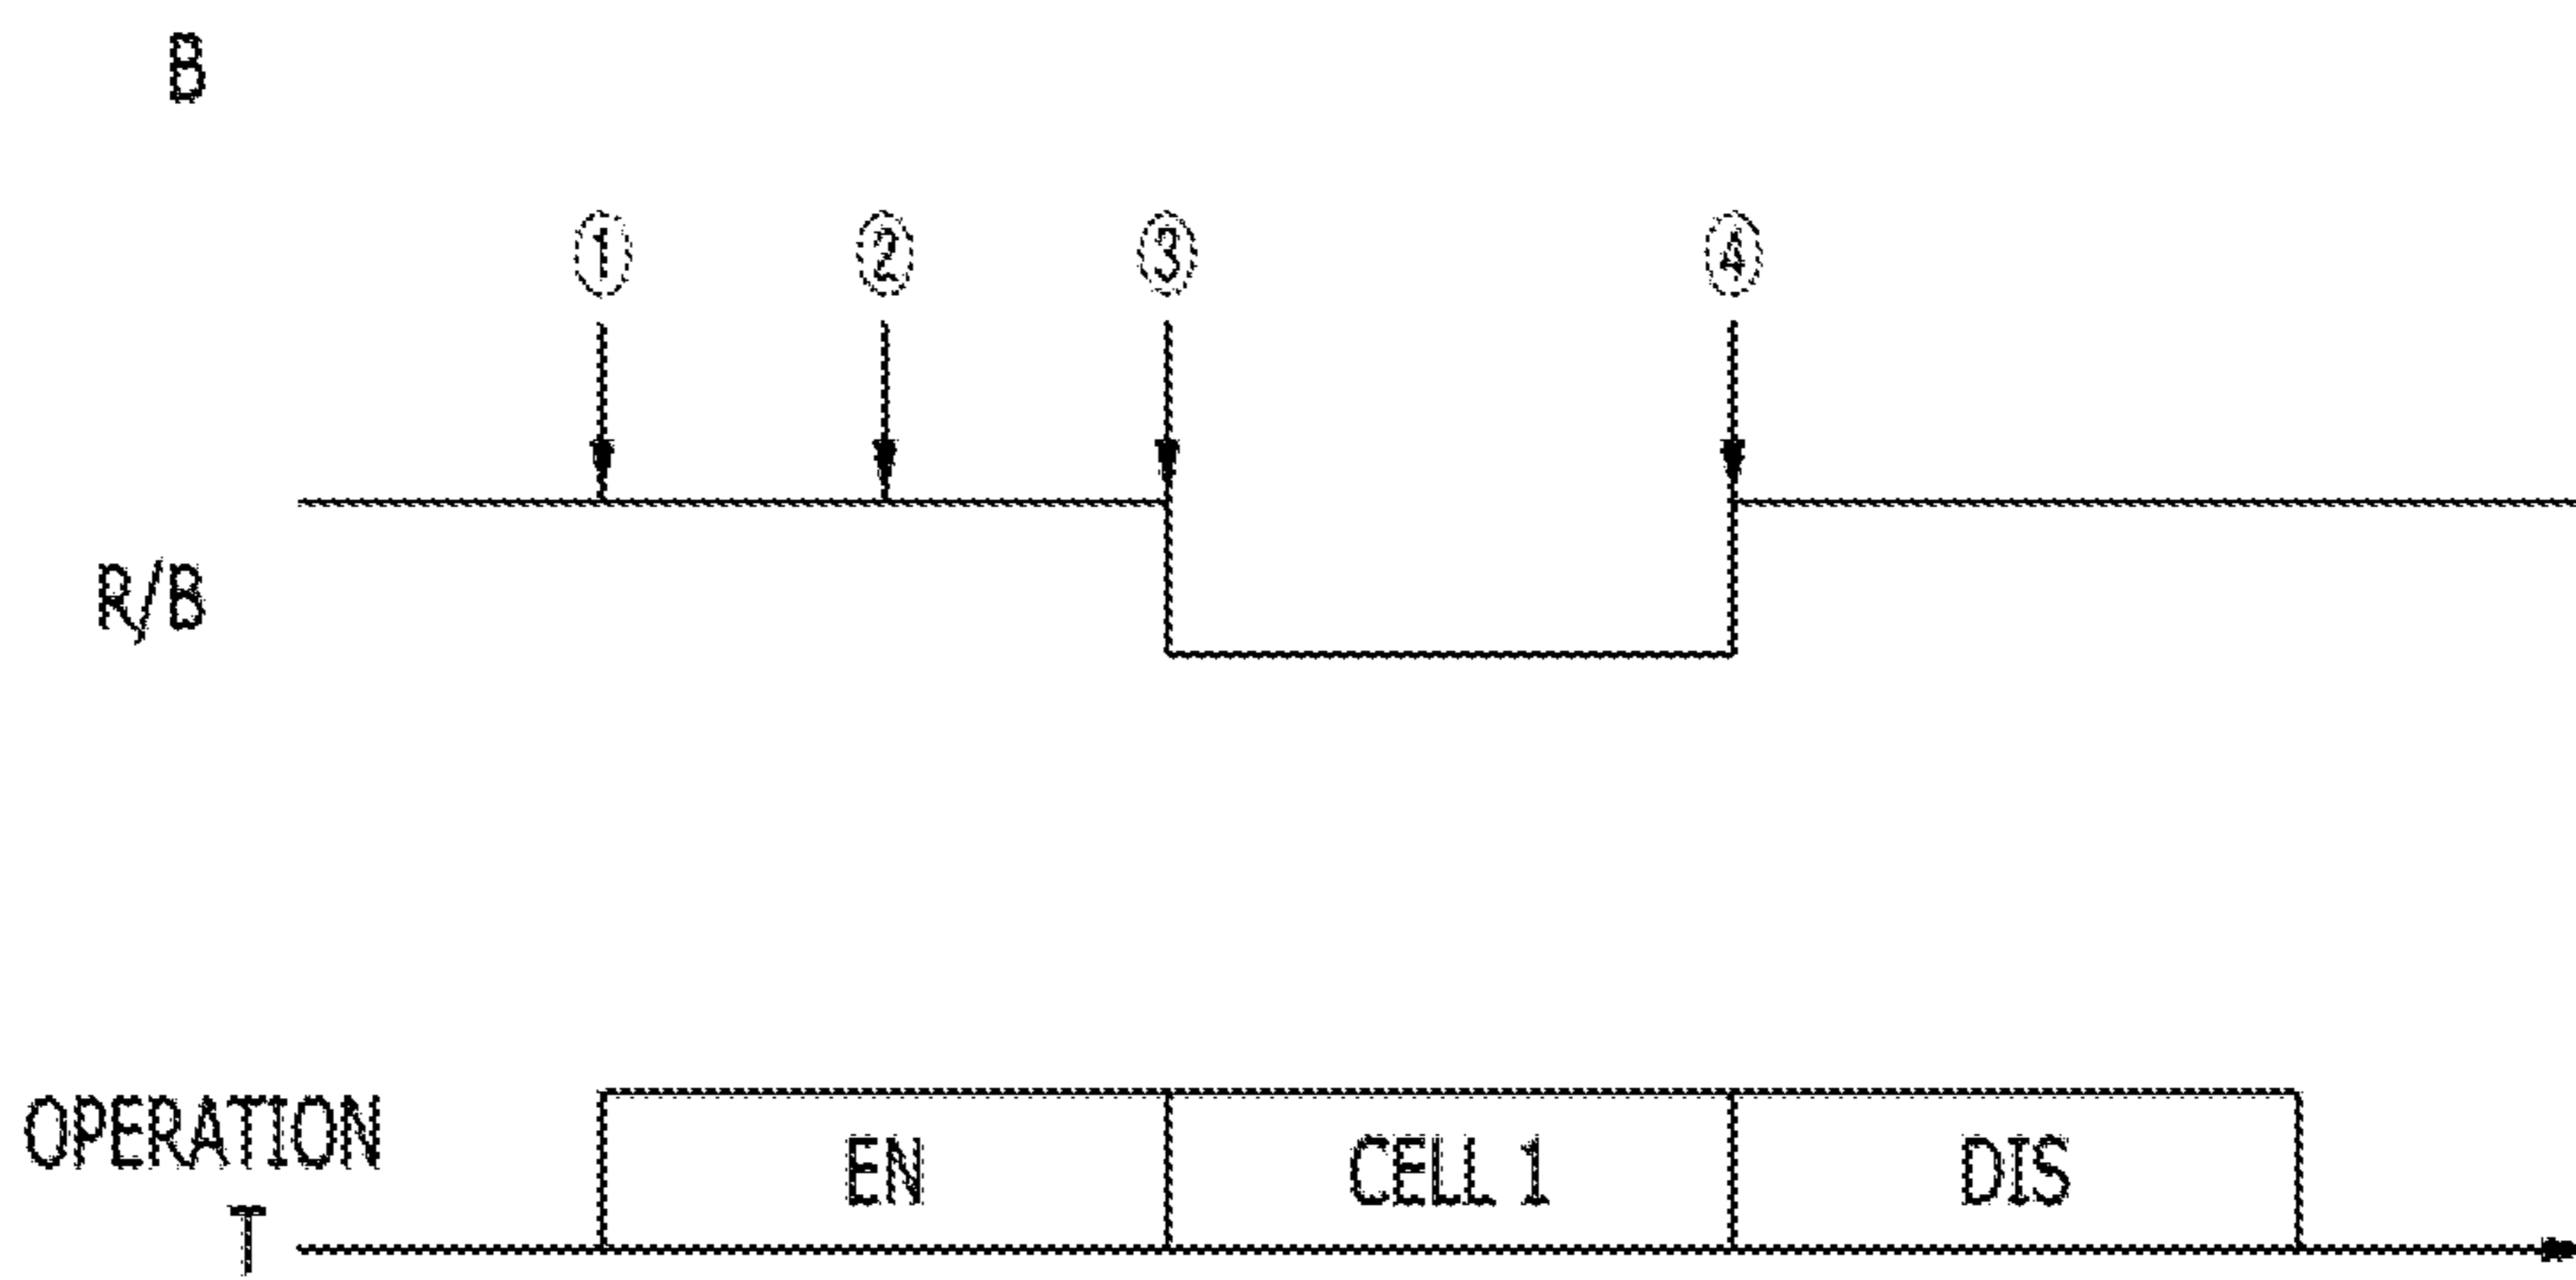 B
① ② ③ ④
R/B
OPERATION EN CELL 1 DIS
T